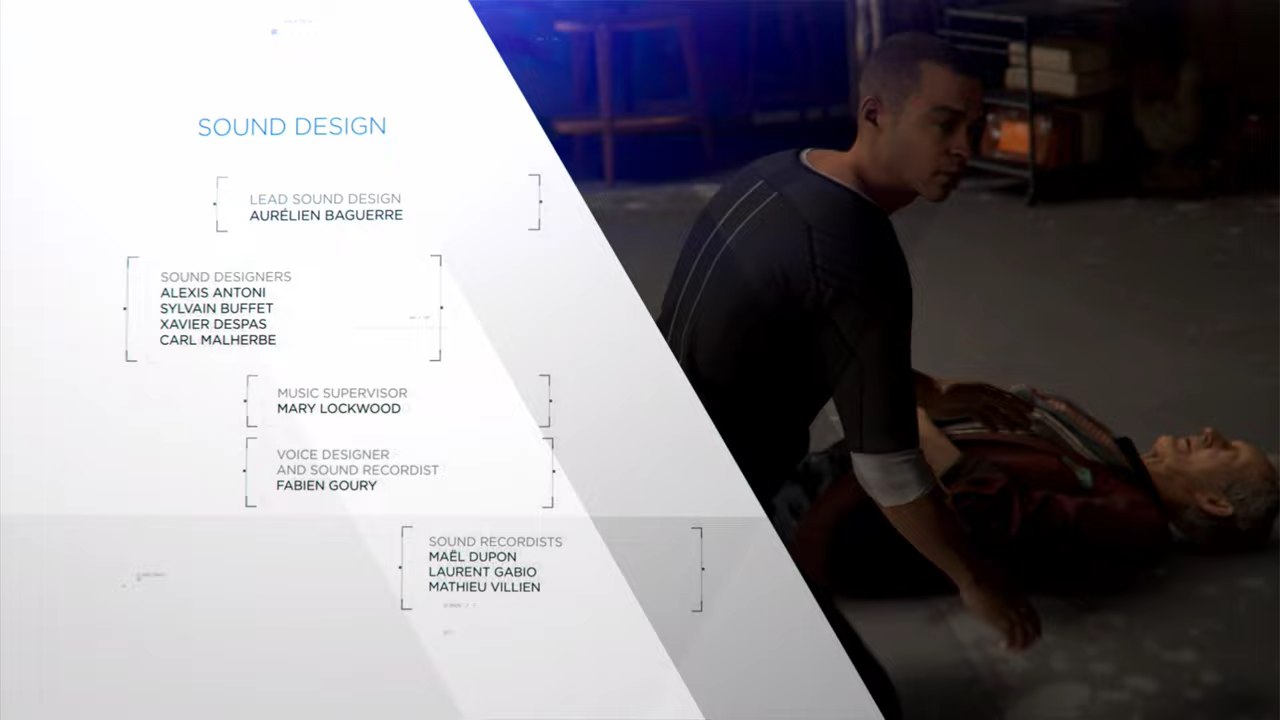 SOUND DESIGN
LEAD SOUND DESIGN
AURÉLIEN BAGUERRE
SOUND DESIGNERS
ALEXIS ANTONI
SYLVAIN BUFFET
XAVIER DESPAS
CARL MALHERBE
MUSIC SUPERVISOR
MARY LOCKWOOD
VOICE DESIGNER
AND SOUND RECORDIST
FABIEN GOURY
SOUND RECORDISTS
MAËL DUPON
LAURENT GABIO
MATHIEU VILLIEN